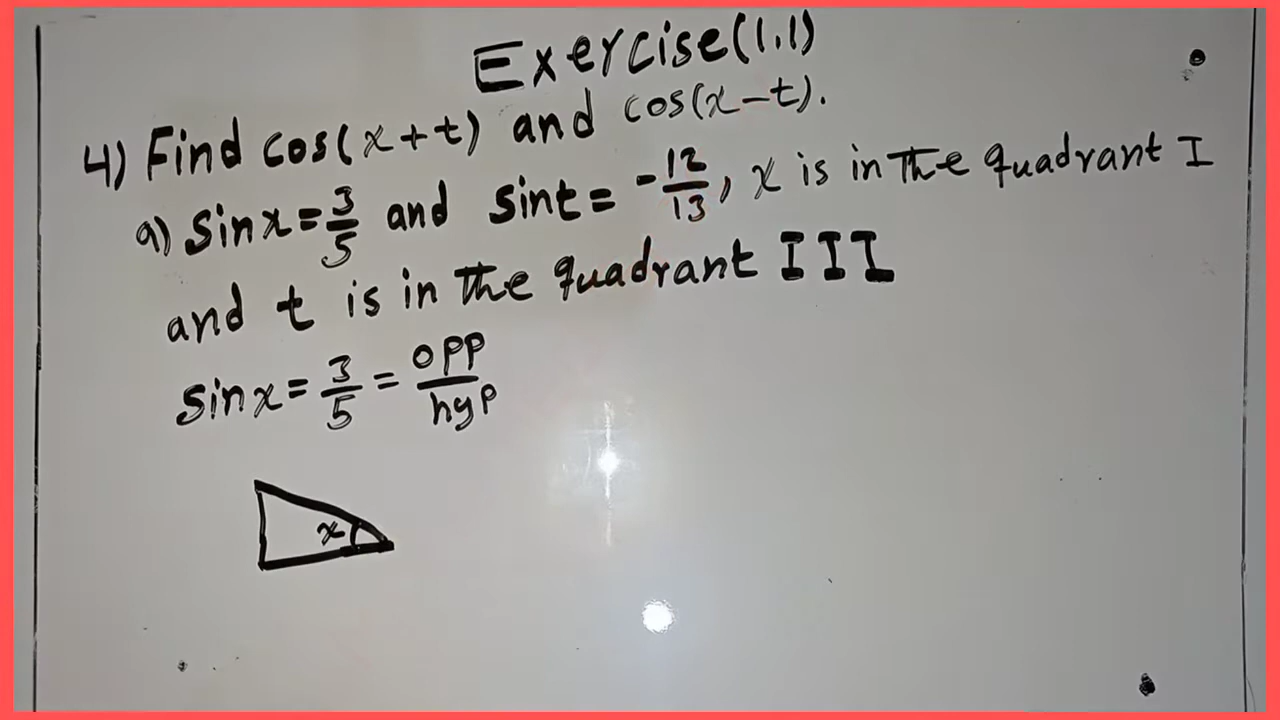 Exercise(1,1)
4) Find cos(x+t) and cos(x-t).
a) sinx=3/5 and sint= -12/13, x is in the quadrant I
and t is in the quadrant III
sinx= 3/5 = opp/hyp
x